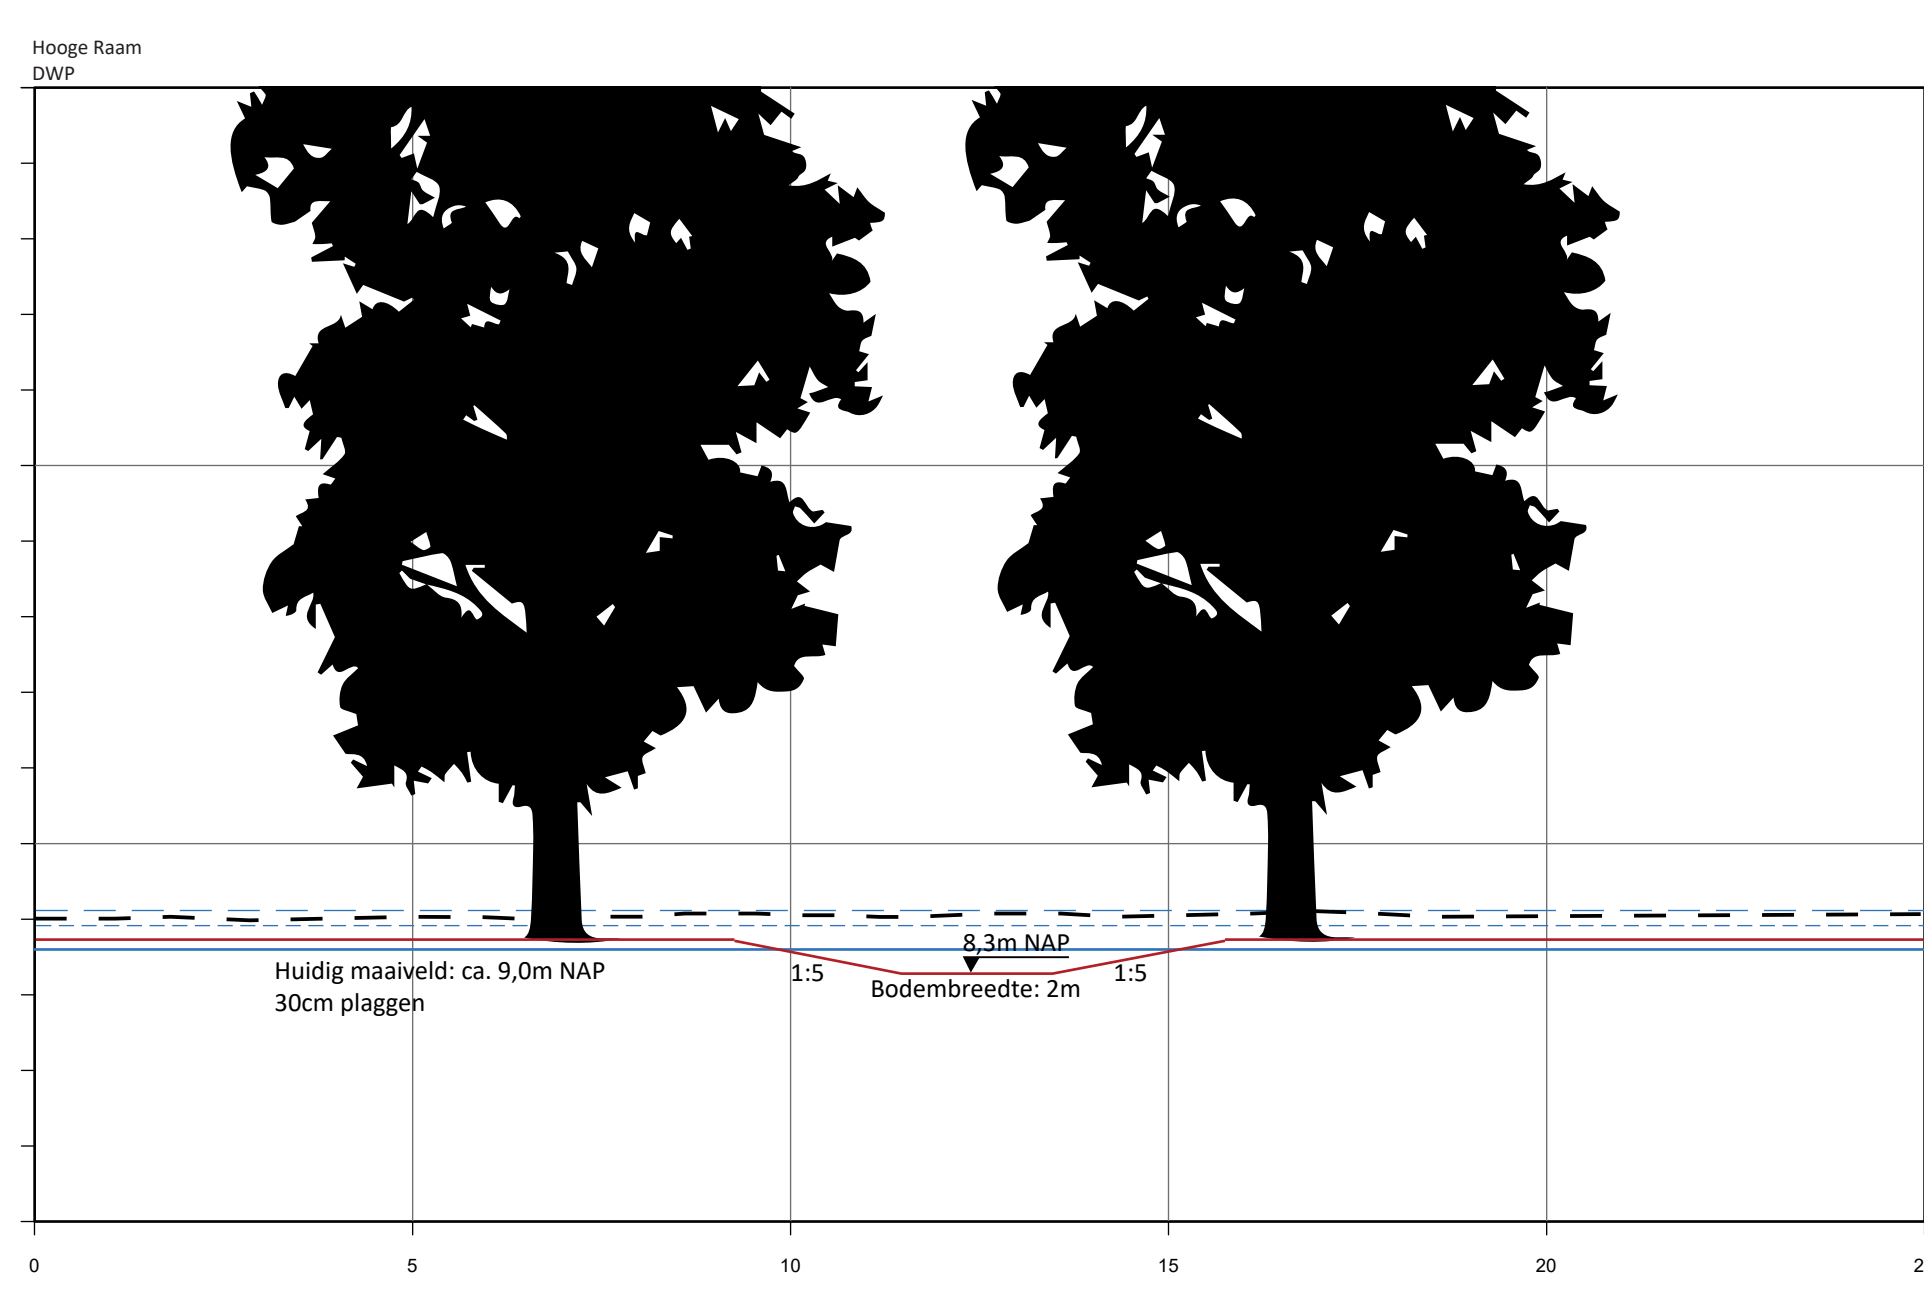 Hooge Raam
DWP
8,3m NAP
Huidig maaiveld: ca. 9,0m NAP
1:5
1:5
Bodembreedte: 2m
30cm plaggen
0
5
10
15
20
2